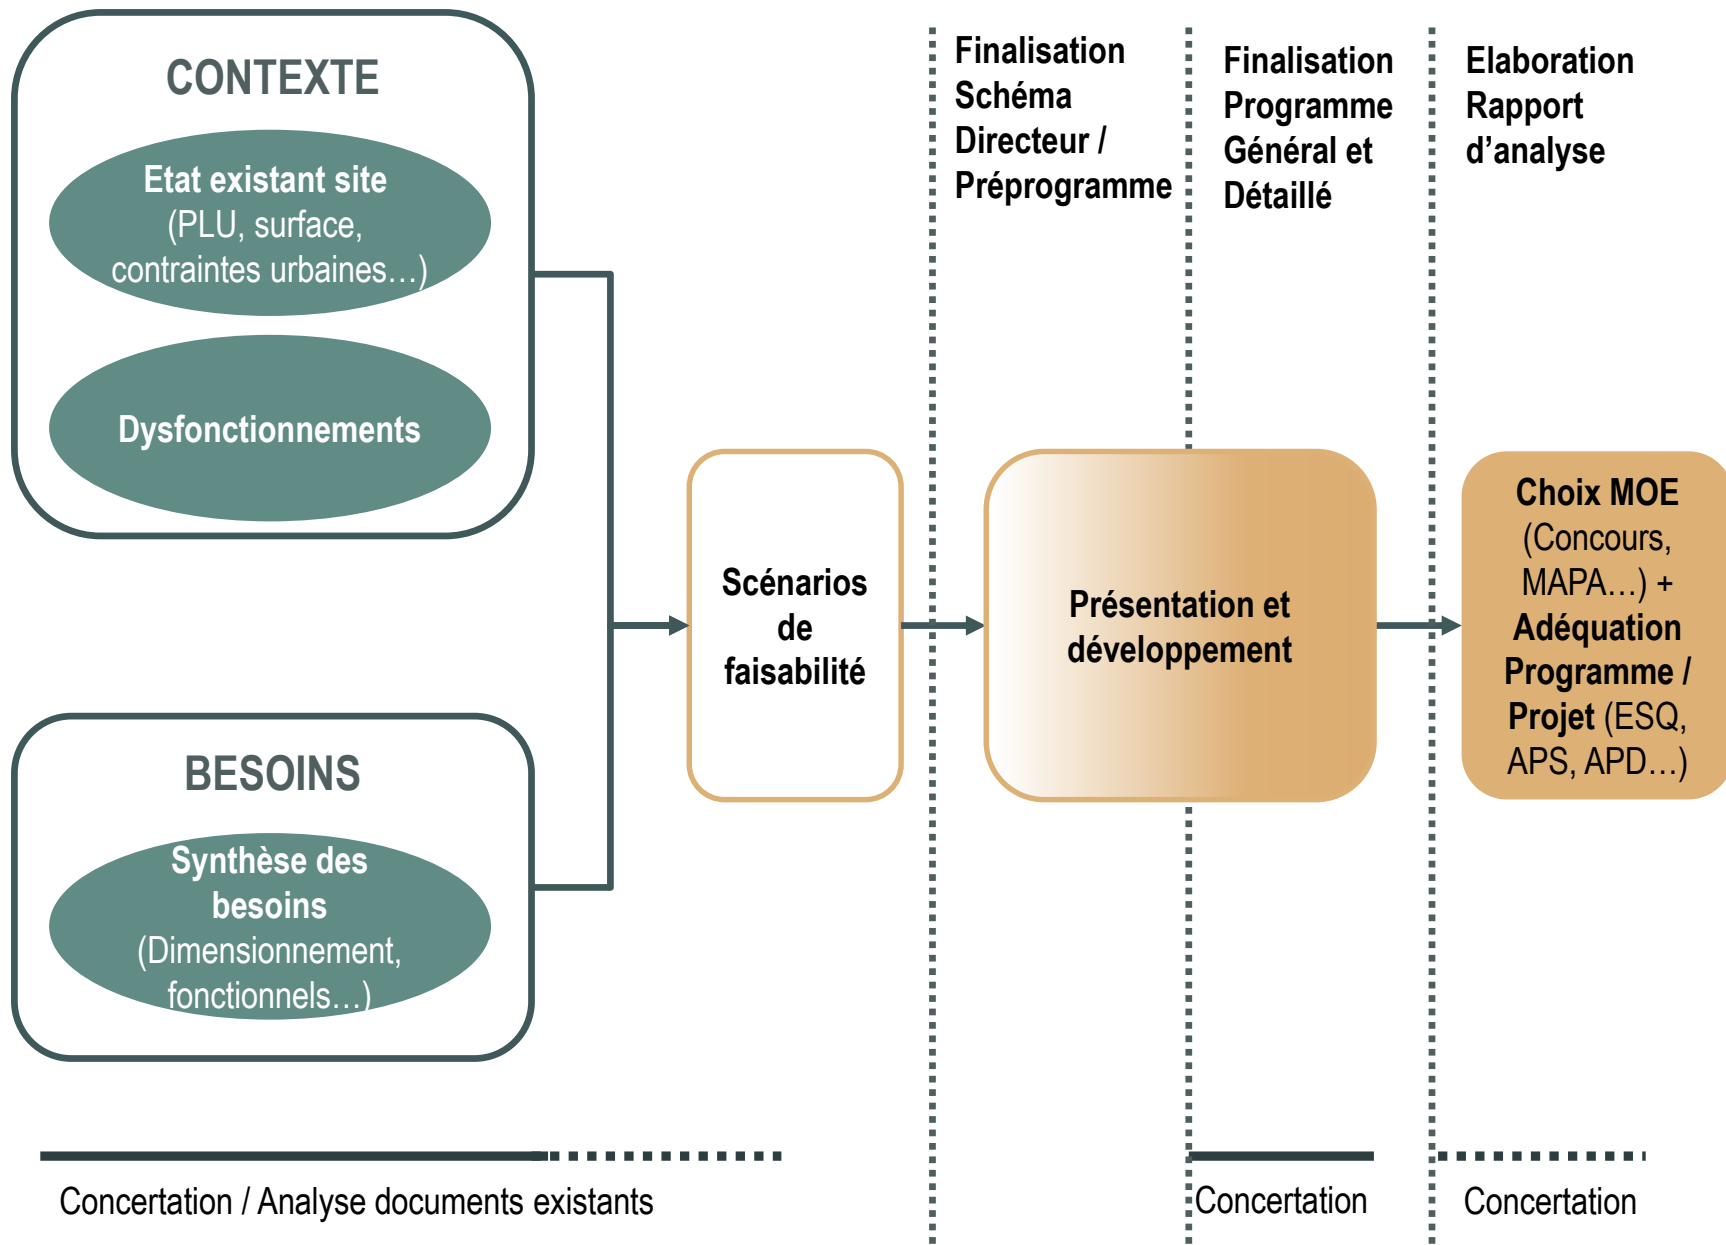 CONTEXTE
Etat existant site
(PLU, surface,
contraintes urbaines…)
Dysfonctionnements
BESOINS
Synthèse des
besoins
(Dimensionnement,
fonctionnels…)
Scénarios
de
faisabilité
Finalisation
Schéma
Directeur /
Préprogramme
Finalisation
Programme
Général et
Détaillé
Présentation et
développement
Elaboration
Rapport
d’analyse
Choix MOE
(Concours,
MAPA…) +
Adéquation
Programme /
Projet (ESQ,
APS, APD…)
Concertation / Analyse documents existants
Concertation
Concertation